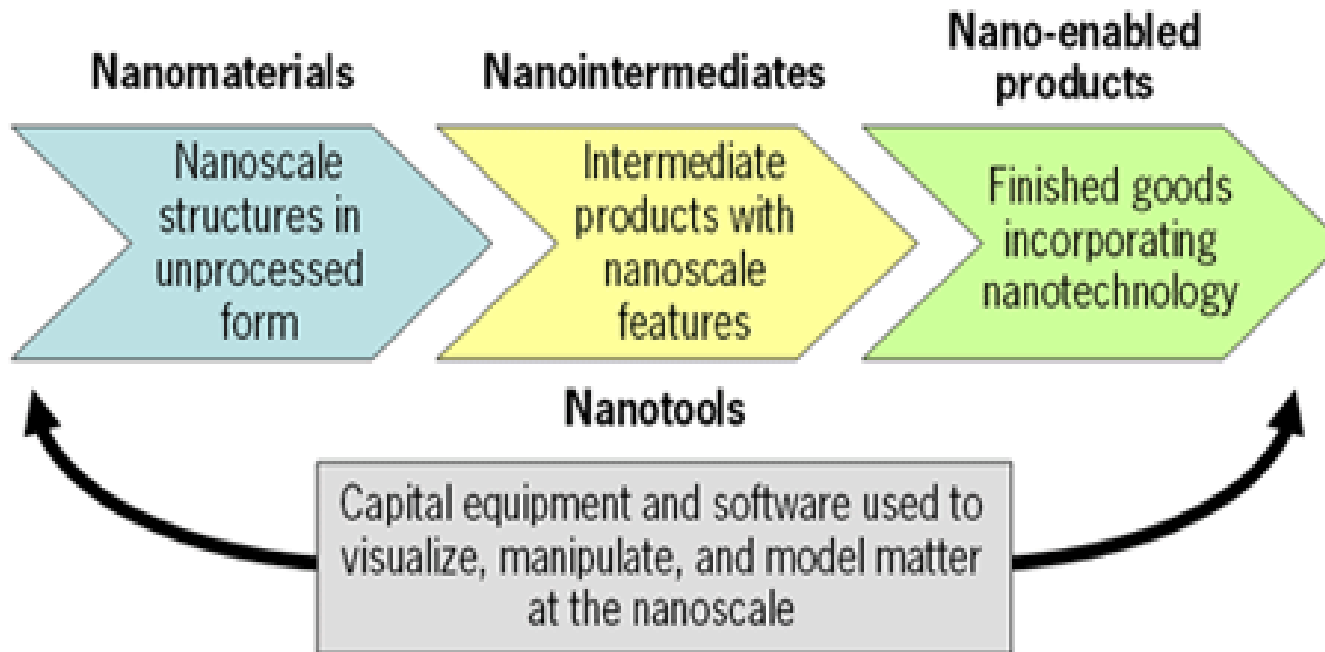 Nanomaterials
Nanoscale
structures in
unprocessed
form
Nanointermediates
Intermediate
products with
nanoscale
features
Nano-enabled
products
Finished goods
incorporating
nanotechnology
Nanotools
Capital equipment and software used to
visualize, manipulate, and model matter
at the nanoscale